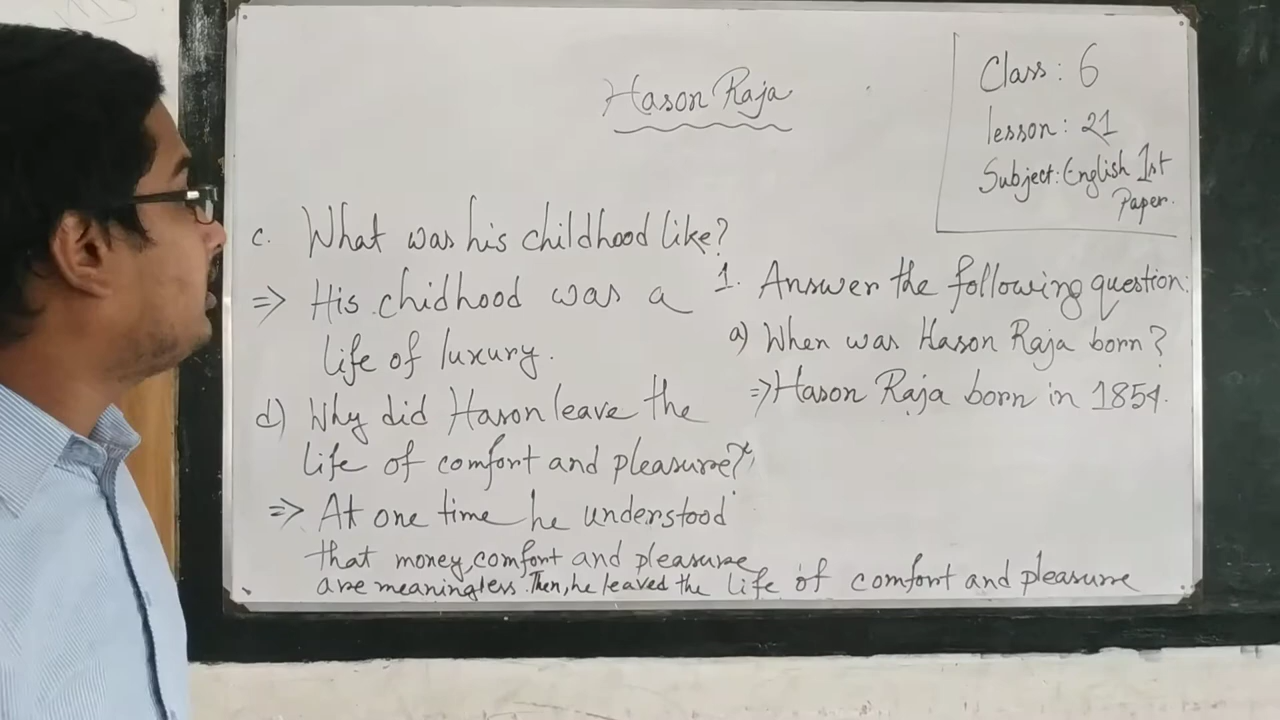 Hason Raja
Class: 6
lesson: 21
Subject: English 1st
Paper.
1. Answer the following question:
a) When was Hason Raja born?
=> Hason Raja born in 1854.
c. What was his childhood like?
=> His chidhood was a
life of luxury.
d) Why did Hason leave the
life of comfort and pleasure?
=> At one time he understood
that money, comfort and pleasure
are meaningless. Then, he leaved the life of comfort and pleasure